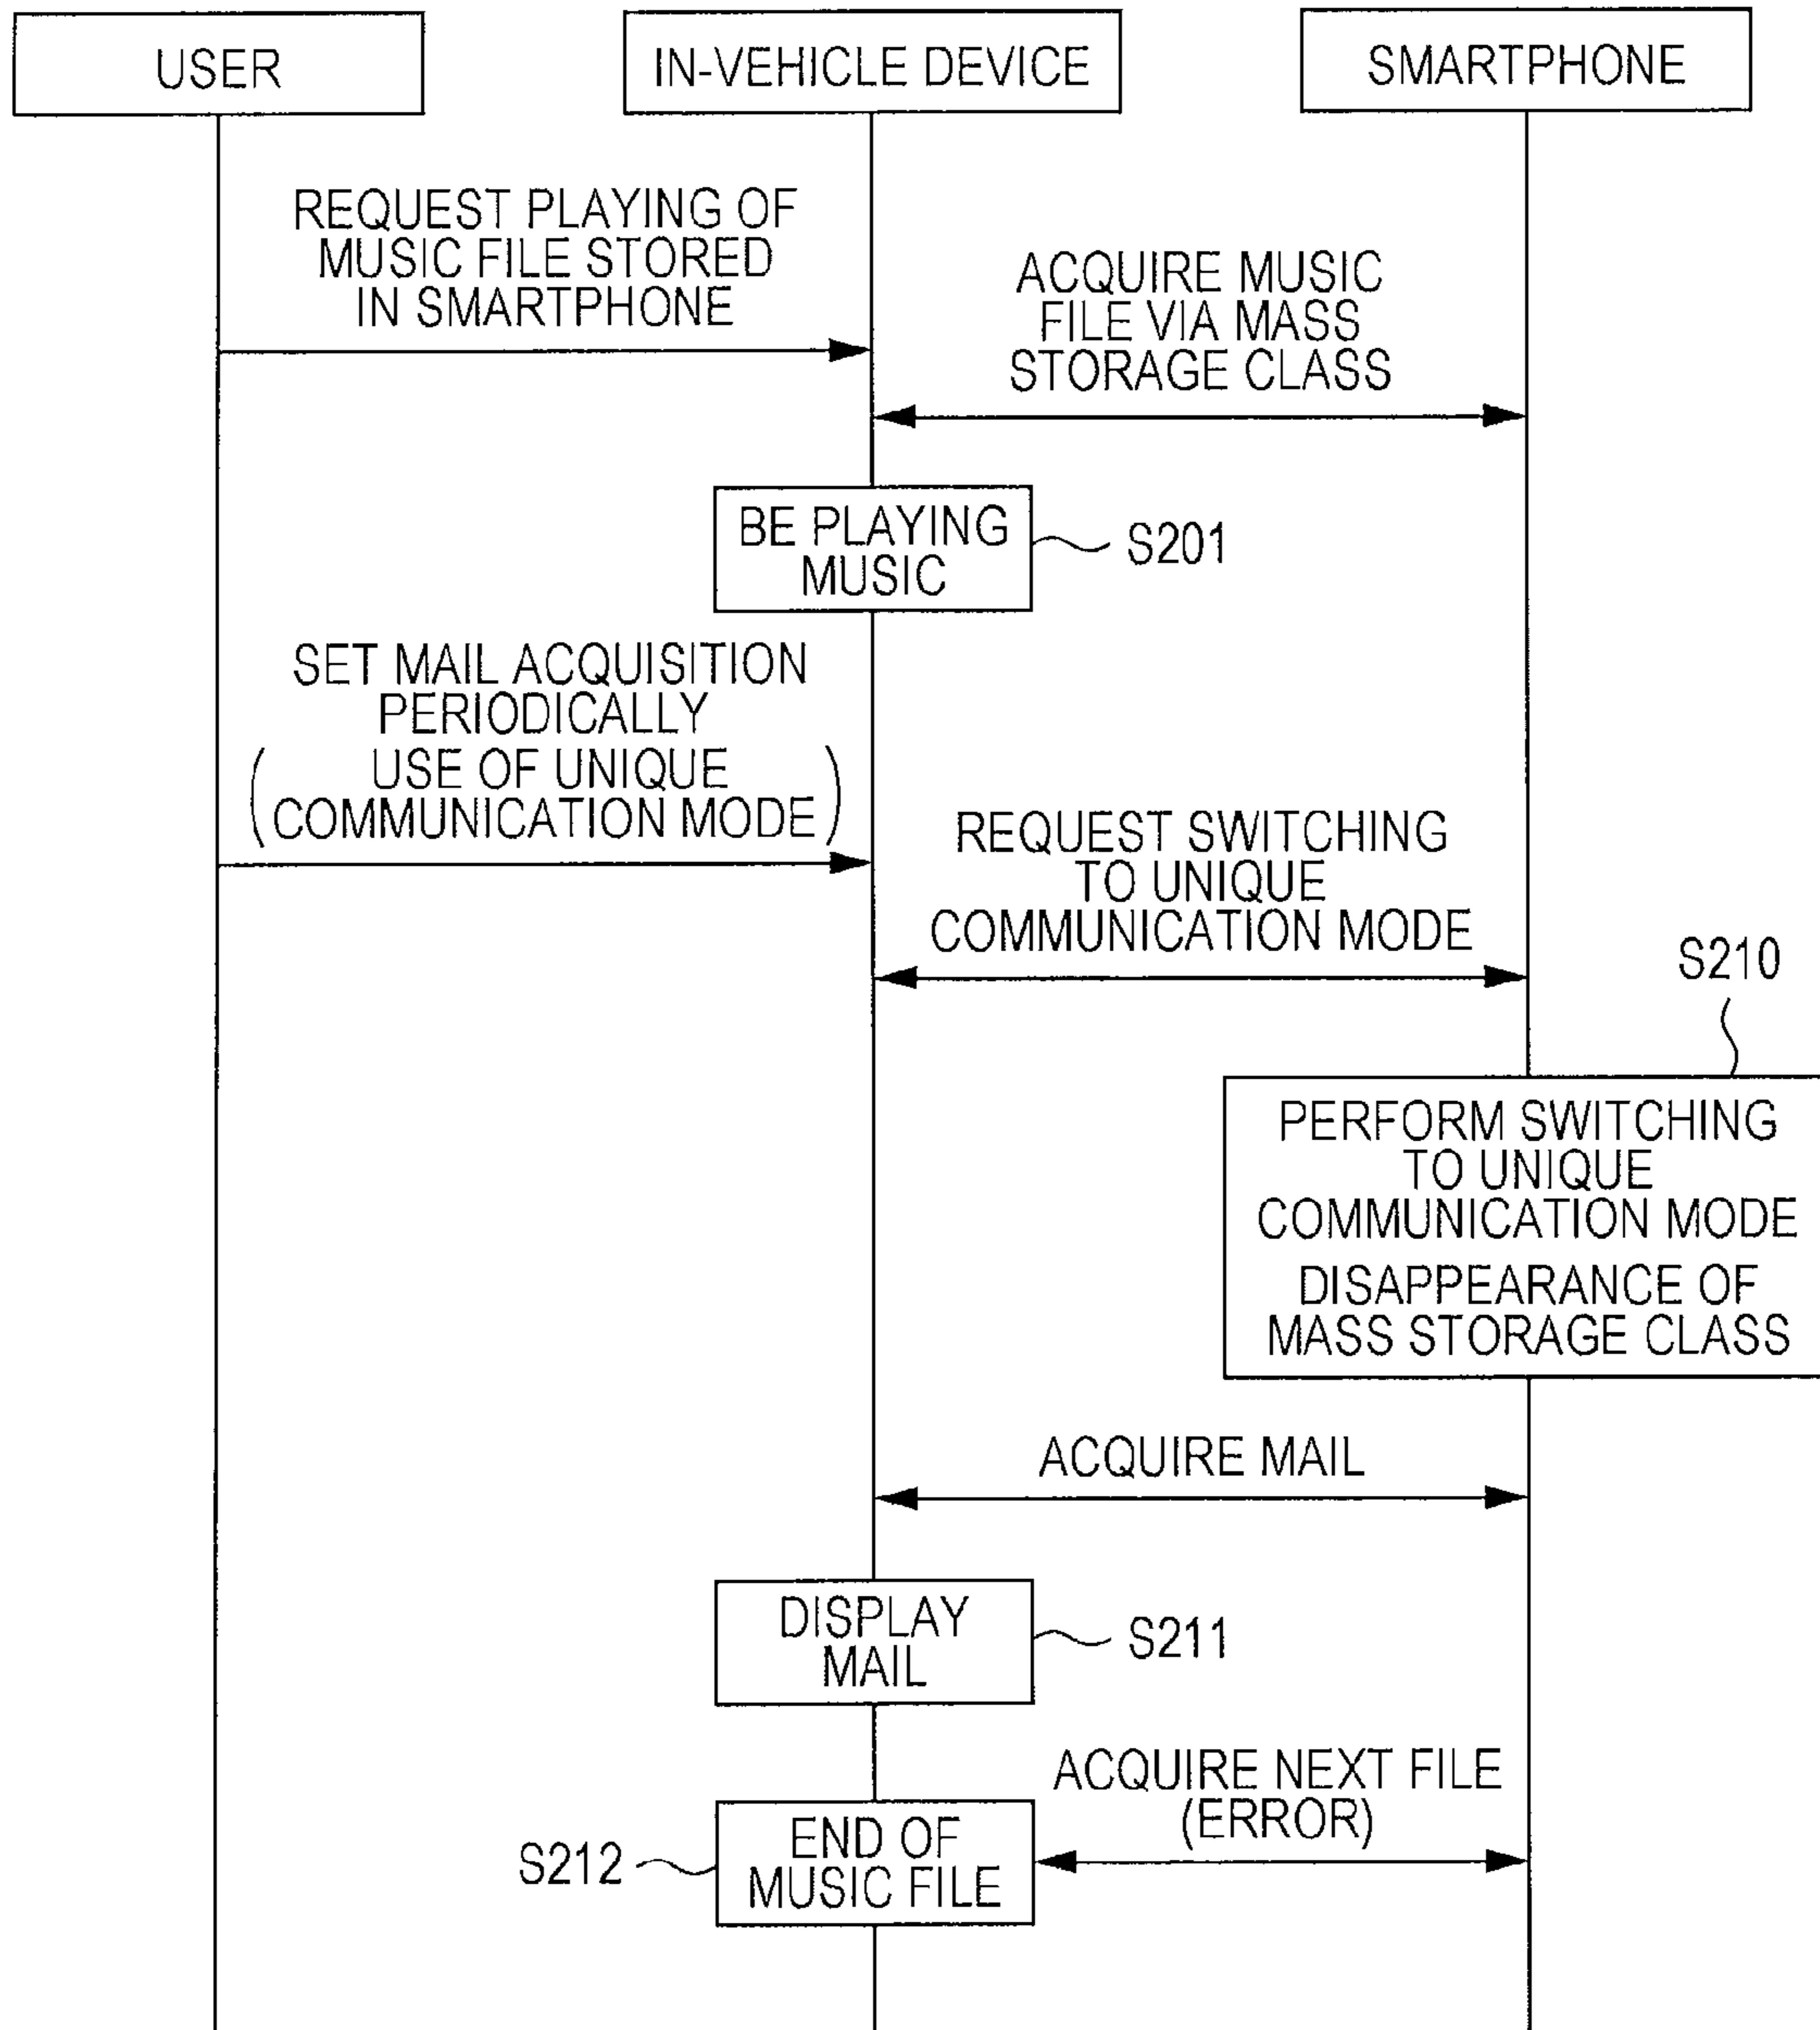 USER
IN-VEHICLE DEVICE
SMARTPHONE
REQUEST PLAYING OF
MUSIC FILE STORED
IN SMARTPHONE
ACQUIRE MUSIC
FILE VIA MASS
STORAGE CLASS
BE PLAYING
MUSIC
S201
SET MAIL ACQUISITION
PERIODICALLY
(USE OF UNIQUE
COMMUNICATION MODE)
REQUEST SWITCHING
TO UNIQUE
COMMUNICATION MODE
S210
PERFORM SWITCHING
TO UNIQUE
COMMUNICATION MODE
DISAPPEARANCE OF
MASS STORAGE CLASS
ACQUIRE MAIL
DISPLAY
MAIL
S211
ACQUIRE NEXT FILE
(ERROR)
S212
END OF
MUSIC FILE